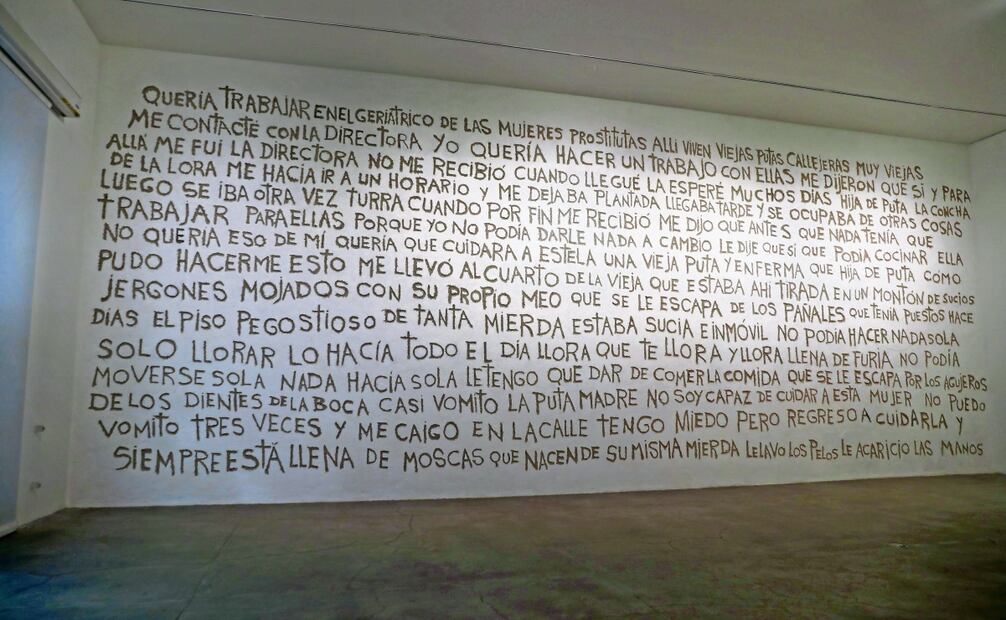 QUERÍA TRABAJAR EN EL GERIÁTRICO DE LAS MUJERES PROSTITUTAS ALLI VIVEN VIEJAS PUTAS CALLEJERAS MUY VIEJAS
ME CONTACTE CON LA DIRECTORA YO QUERÍA HACER UN TRABAJO CON ELLAS ME DIJERON QUE SÍ Y PARA
ALLÁ ME FUI LA DIRECTORA NO ME RECIBIÓ CUANDO LLEGUÉ LA ESPERÉ MUCHOS DÍAS HIJA DE PUTA LA CONCHA
DE LA LORA ME HACIA IR A UN HORARIO Y ME DEJABA PLANTADA LLEGABA TARDE Y SE OCUPABA DE OTRAS COSAS
LUEGO SE IBA OTRA VEZ TURRA CUANDO POR FIN ME RECIBIÓ ME DIJO QUE ANTES QUE NADA TENÍA QUE
TRABAJAR PARA ELLAS PORQUE YO NO PODÍA DARLE NADA A CAMBIO LE DIJE QUE SI QUE PODÍA COCINAR ELLA
NO QUERIA ESO DE MÍ QUERÍA QUE CUIDARA A ESTELA UNA VIEJA PUTA Y ENFERMA QUE HIJA DE PUTA COMO
PUDO HACERME ESTO ME LLEVÓ AL CUARTO DE LA VIEJA QUE ESTABA AHI TIRADA EN UN MONTÓN DE SUCIOS
JERGONES MOJADOS CON SU PROPIO MEO QUE SE LE ESCAPA DE LOS PAÑALES QUE TENIA PUESTOS HACE
DÍAS EL PISO PEGOSTIOSO DE TANTA MIERDA ESTABA SUCIA E INMÓVIL NO PODÍA HACER NADA SOLA
SOLO LLORAR LO HACÍA TODO EL DÍA LLORA QUE TE LLORA Y LLORA LLENA DE FURIA NO PODÍA
MOVERSE SOLA NADA HACÍA SOLA LE TENGO QUE DAR DE COMER LA COMIDA QUE SE LE ESCAPA POR LOS AGUJEROS
DE LOS DIENTES DE LA BOCA CASI VOMITO LA PUTA MADRE NO SOY CAPAZ DE CUIDAR A ESTA MUJER NO PUEDO
VOMITO TRES VECES Y ME CAIGO EN LA CALLE TENGO MIEDO PERO REGRESO A CUIDARLA Y
SIEMPRE ESTÁ LLENA DE MOSCAS QUE NACEN DE SU MISMA MIERDA LE LAVO LOS PELOS LE ACARICIO LAS MANOS